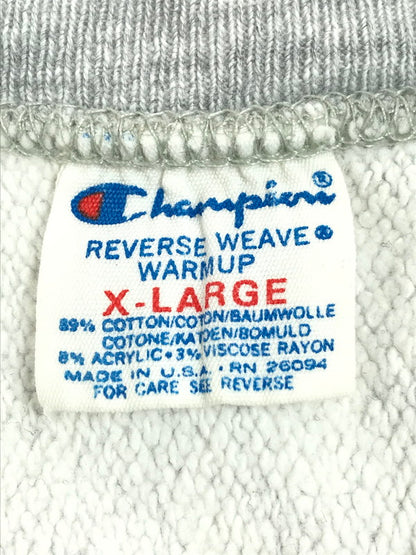 Champion®
REVERSE WEAVE®
WARMUP
X-LARGE
89% COTTON/COTON/BAUMWOLLE
COTONE/KATOEN/BOMULD
8% ACRYLIC • 3% VISCOSE RAYON
MADE IN U.S.A. • RN 26094
FOR CARE SEE REVERSE